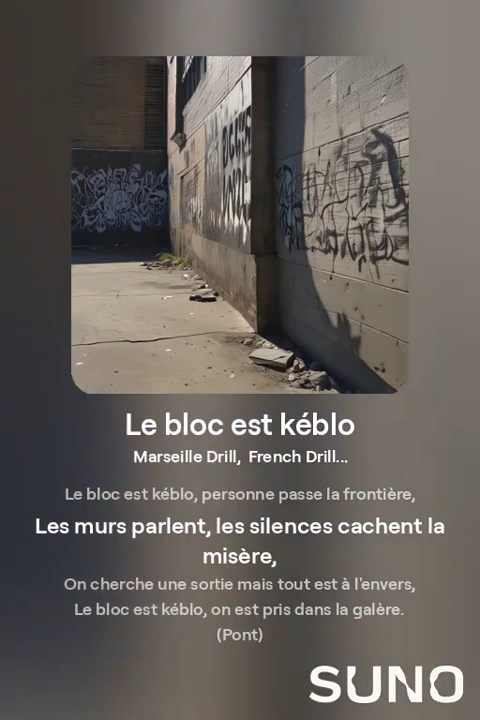 Le bloc est kéblo
Marseille Drill, French Drill...
Le bloc est kéblo, personne passe la frontière,
Les murs parlent, les silences cachent la
misère,
On cherche une sortie mais tout est à l'envers,
Le bloc est kéblo, on est pris dans la galère.
(Pont)
SUNO